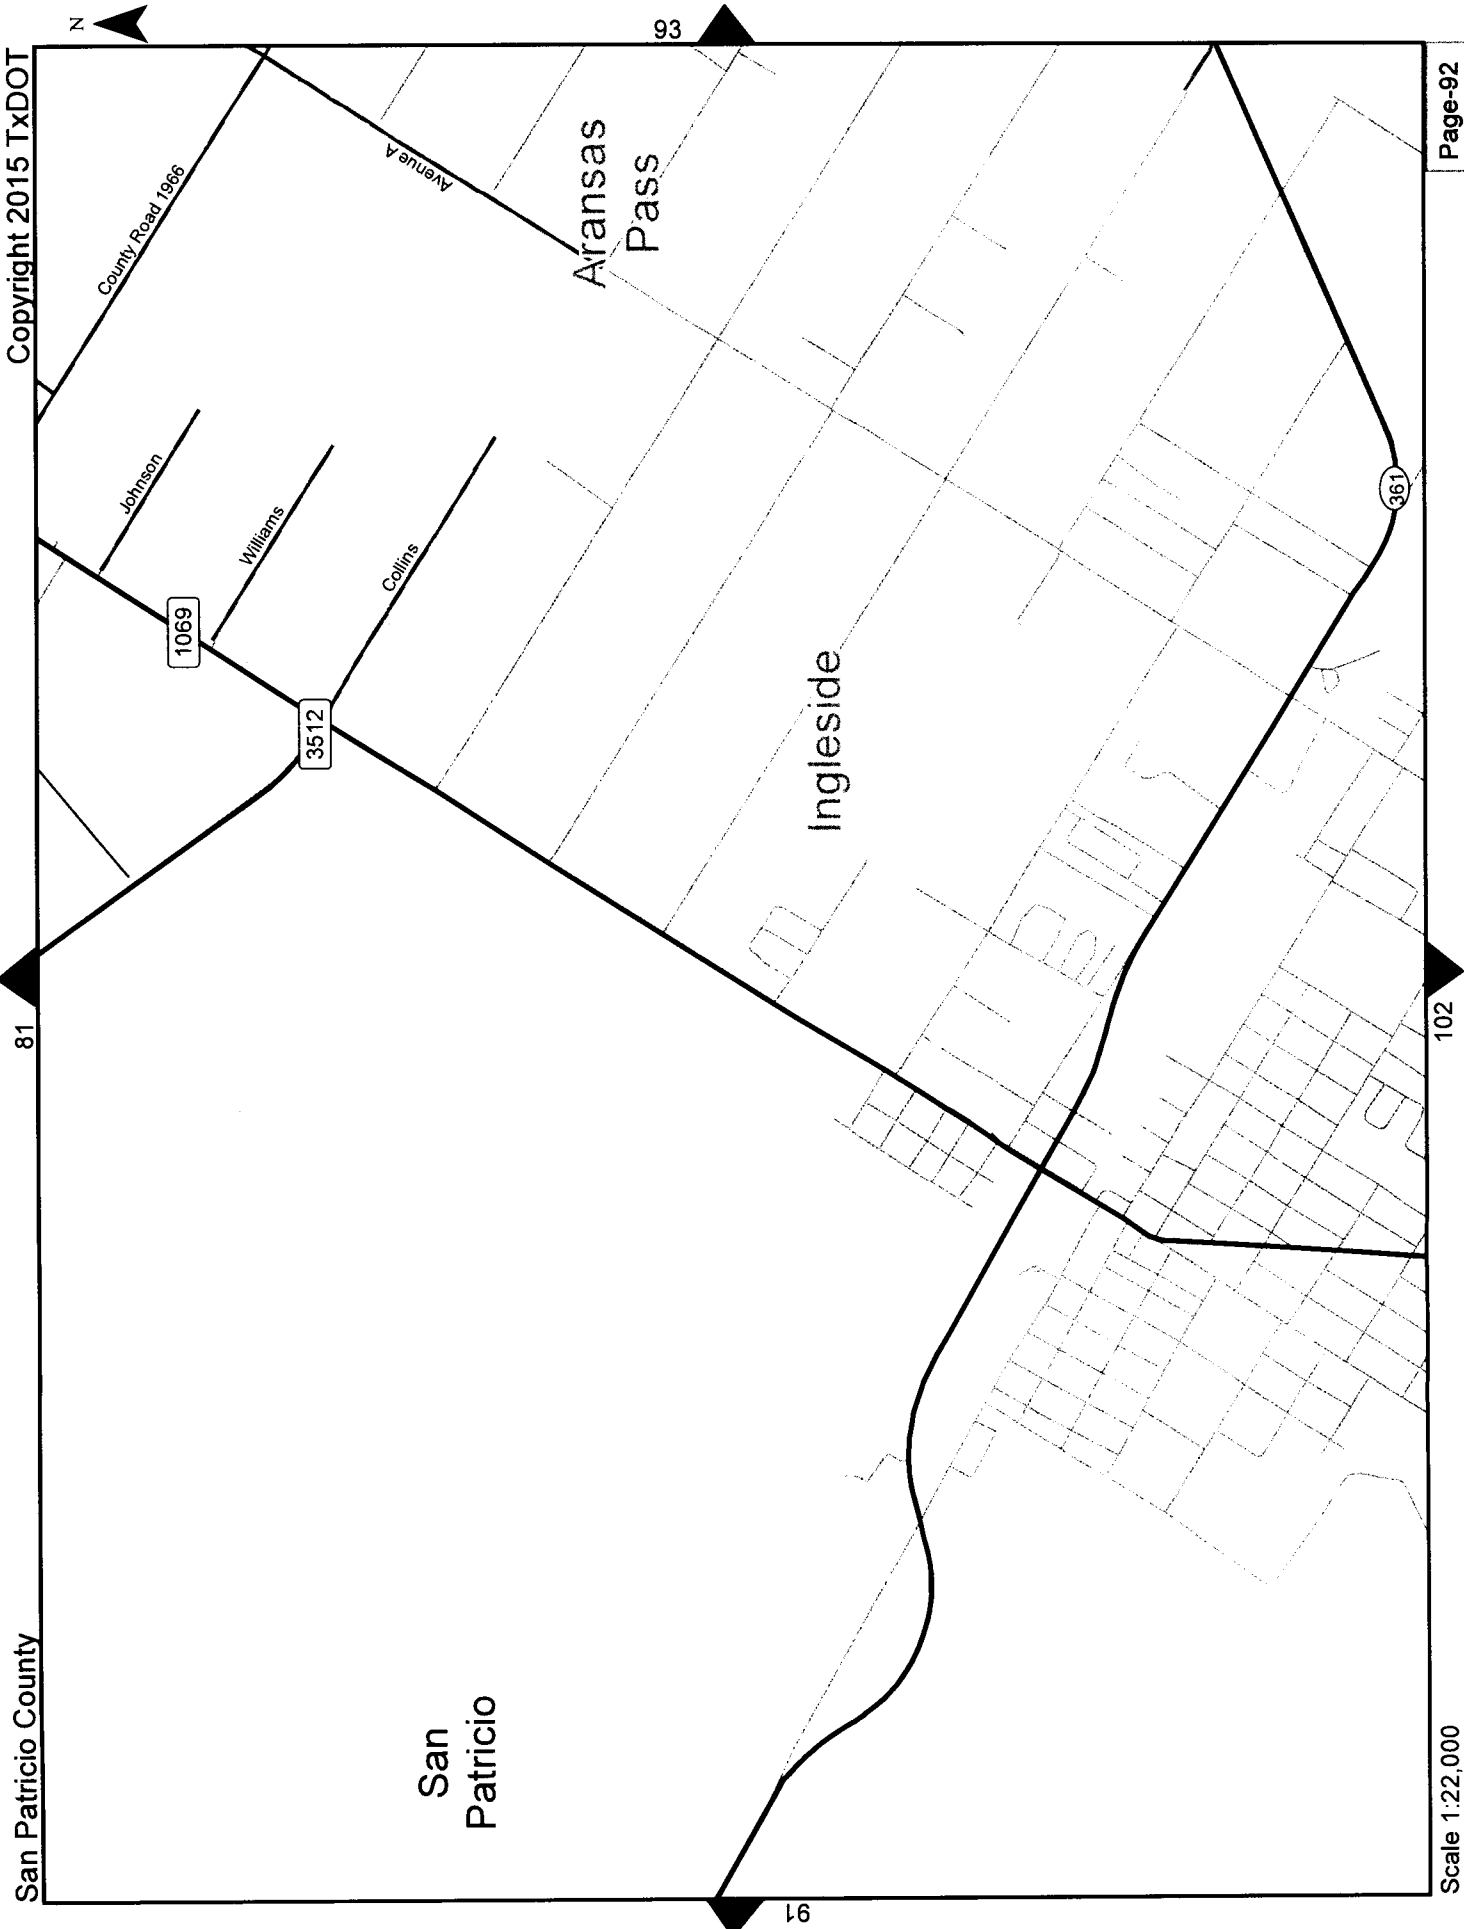 San Patricio County
81
Copyright 2015 TxDOT
N
County Road 1966
Johnson
Avenue A
1069
Williams
3512
Collins
San
Patricio
Aransas
Pass
91
93
Ingleside
361
Scale 1:22,000
102
Page-92